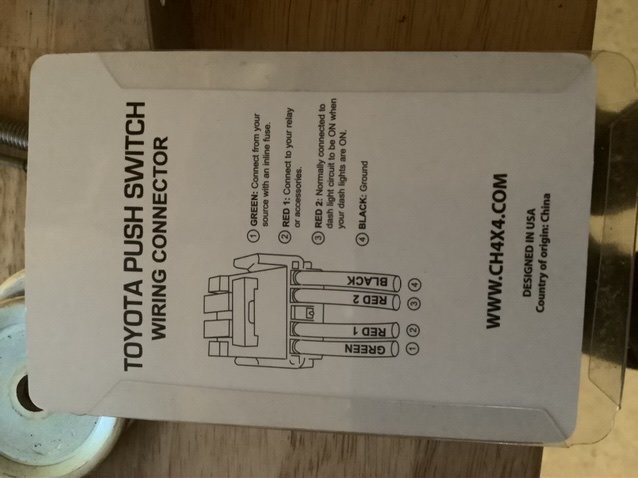 TOYOTA PUSH SWITCH
WIRING CONNECTOR
① GREEN: Connect from your
source with an inline fuse.
② RED 1: Connect to your relay
or accessories.
③ RED 2: Normally connected to
dash light circuit to be ON when
your dash lights are ON.
④ BLACK: Ground
GREEN
RED 1
RED 2
BLACK
① ② ③ ④
WWW.CH4X4.COM
DESIGNED IN USA
Country of origin: China